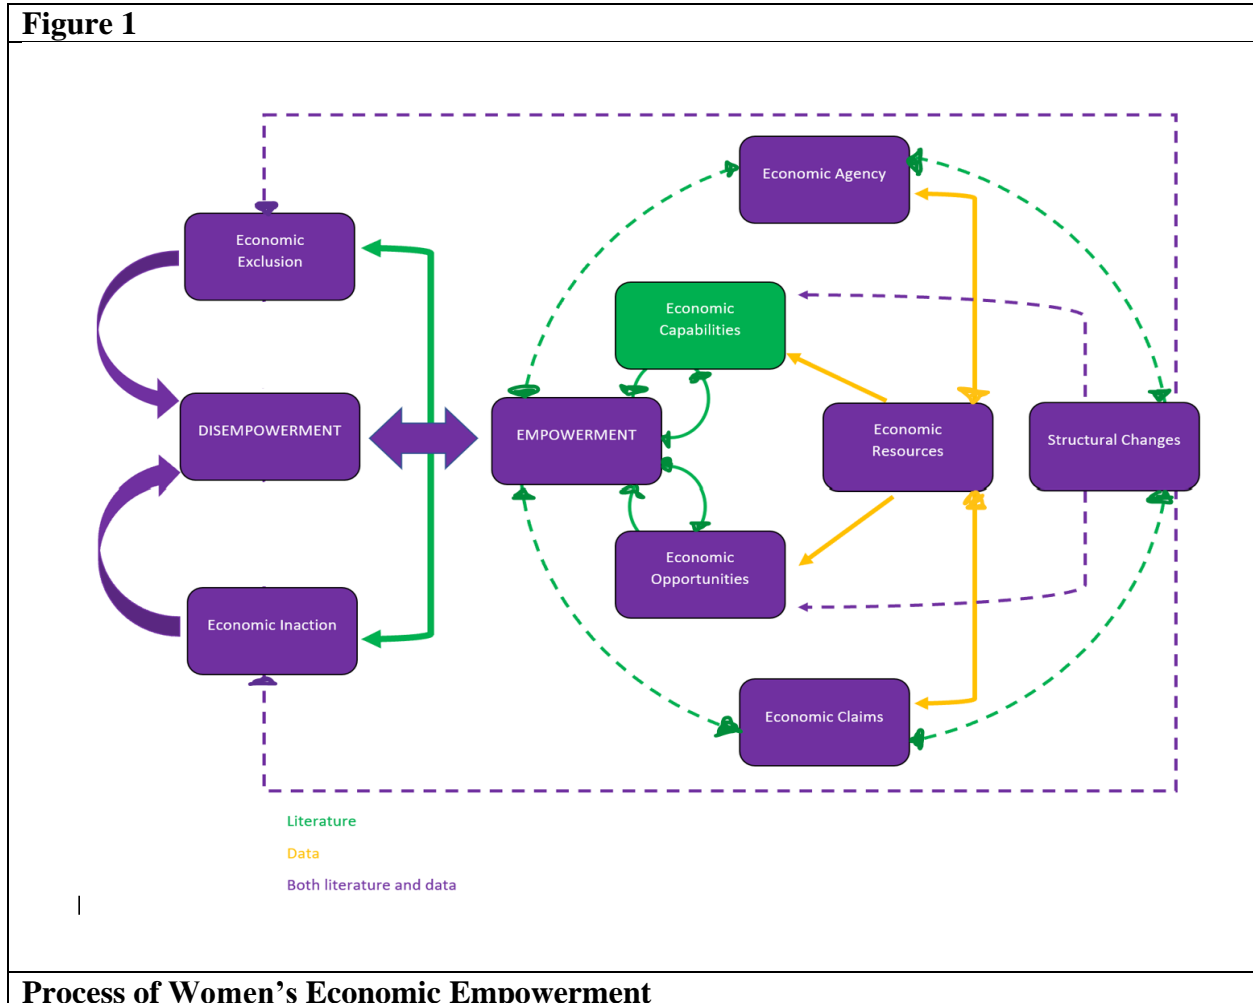 Figure 1
Economic Agency
Economic
Exclusion
Economic
Capabilities
DISEMPOWERMENT
EMPOWERMENT
Economic
Resources
Structural Changes
Economic
Opportunities
Economic Inaction
Economic Claims
Literature
Data
Both literature and data
Process of Women’s Economic Empowerment